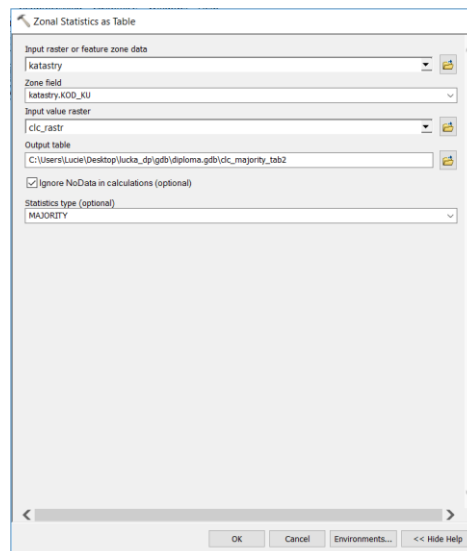 Zonal Statistics as Table
Input raster or feature zone data
katastry
Zone field
katastry.KOD_KU
Input value raster
clc_rastr
Output table
C:\Users\Lucie\Desktop\lucka_dp\gdb\diploma.gdb\clc_majority_tab2
Ignore NoData in calculations (optional)
Statistics type (optional)
MAJORITY
OK Cancel Environments... << Hide Help